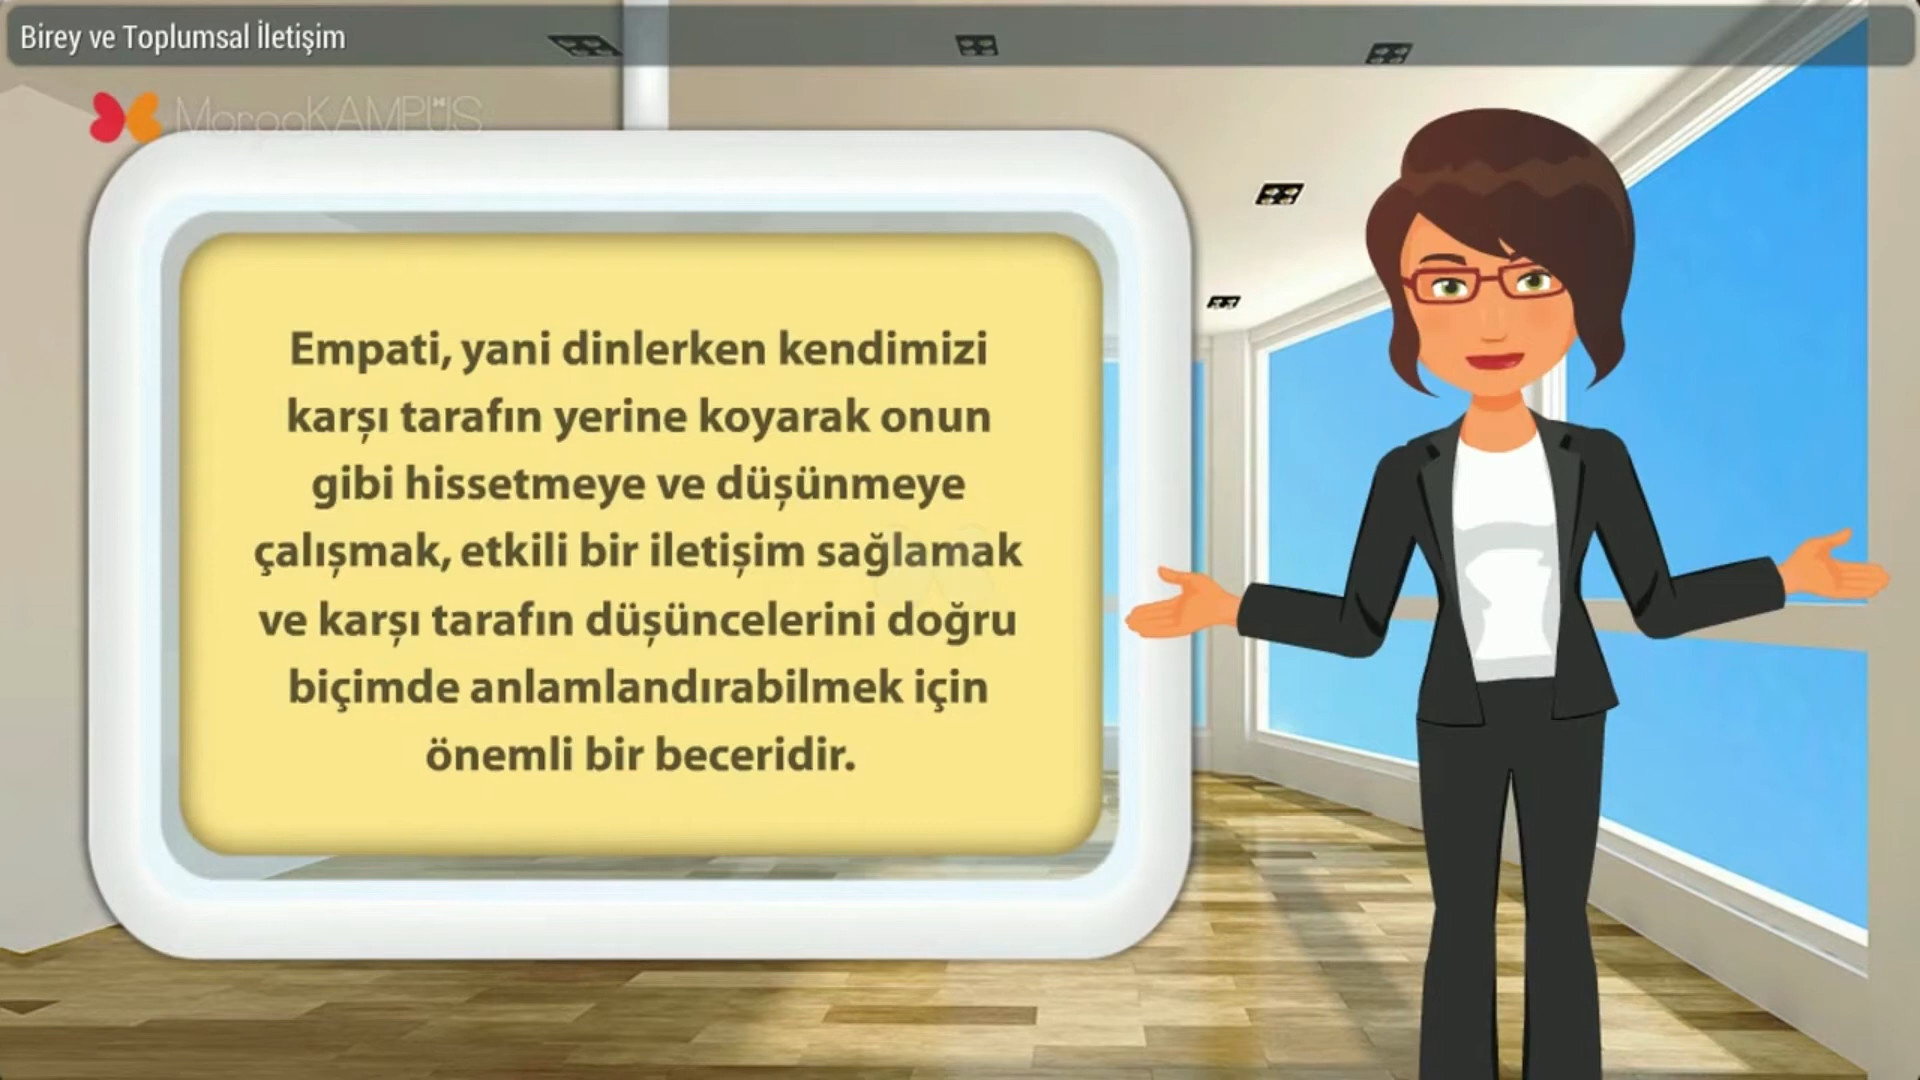 Birey ve Toplumsal İletişim
MorpaKAMPÜS
Empati, yani dinlerken kendimizi
karşı tarafın yerine koyarak onun
gibi hissetmeye ve düşünmeye
çalışmak, etkili bir iletişim sağlamak
ve karşı tarafın düşüncelerini doğru
biçimde anlamlandırabilmek için
önemli bir beceridir.